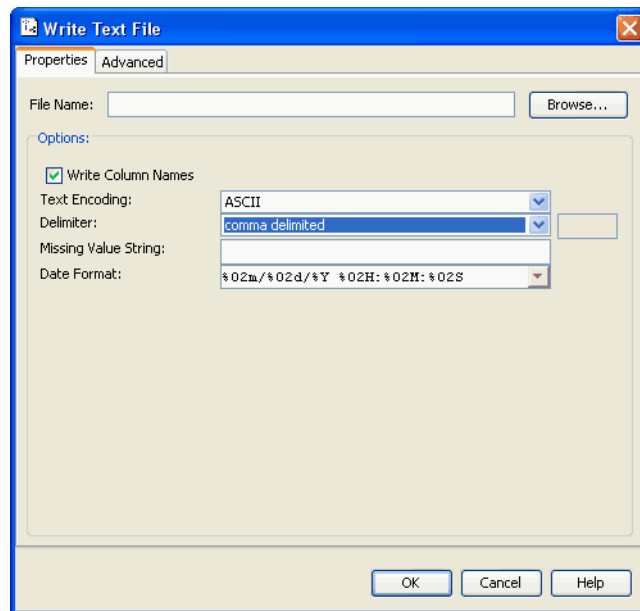 Write Text File
Properties Advanced
File Name: Browse...
Options:
Write Column Names
Text Encoding: ASCII
Delimiter: comma delimited
Missing Value String:
Date Format: %02m/%02d/%Y %02H:%02M:%02S
OK Cancel Help